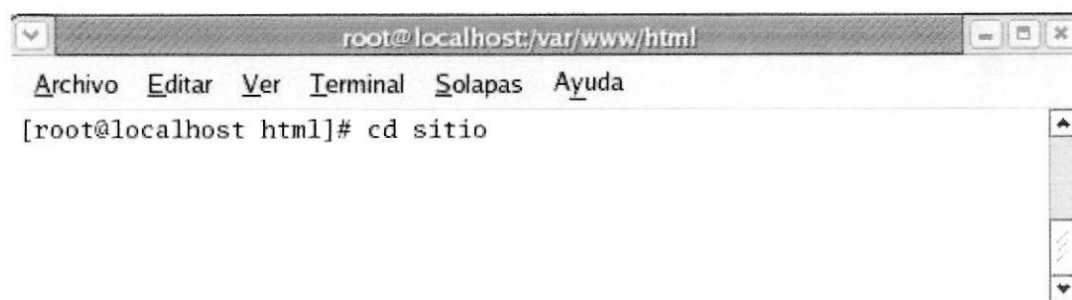 root@localhost:/var/www/html
Archivo Editar Ver Terminal Solapas Ayuda
[root@localhost html]# cd sitio